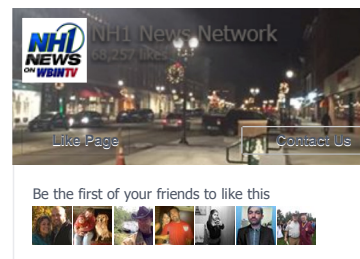 NH1 News Network
68,257 likes
NH1
NEWS
ON WBINTV
Like Page
Contact Us
Be the first of your friends to like this